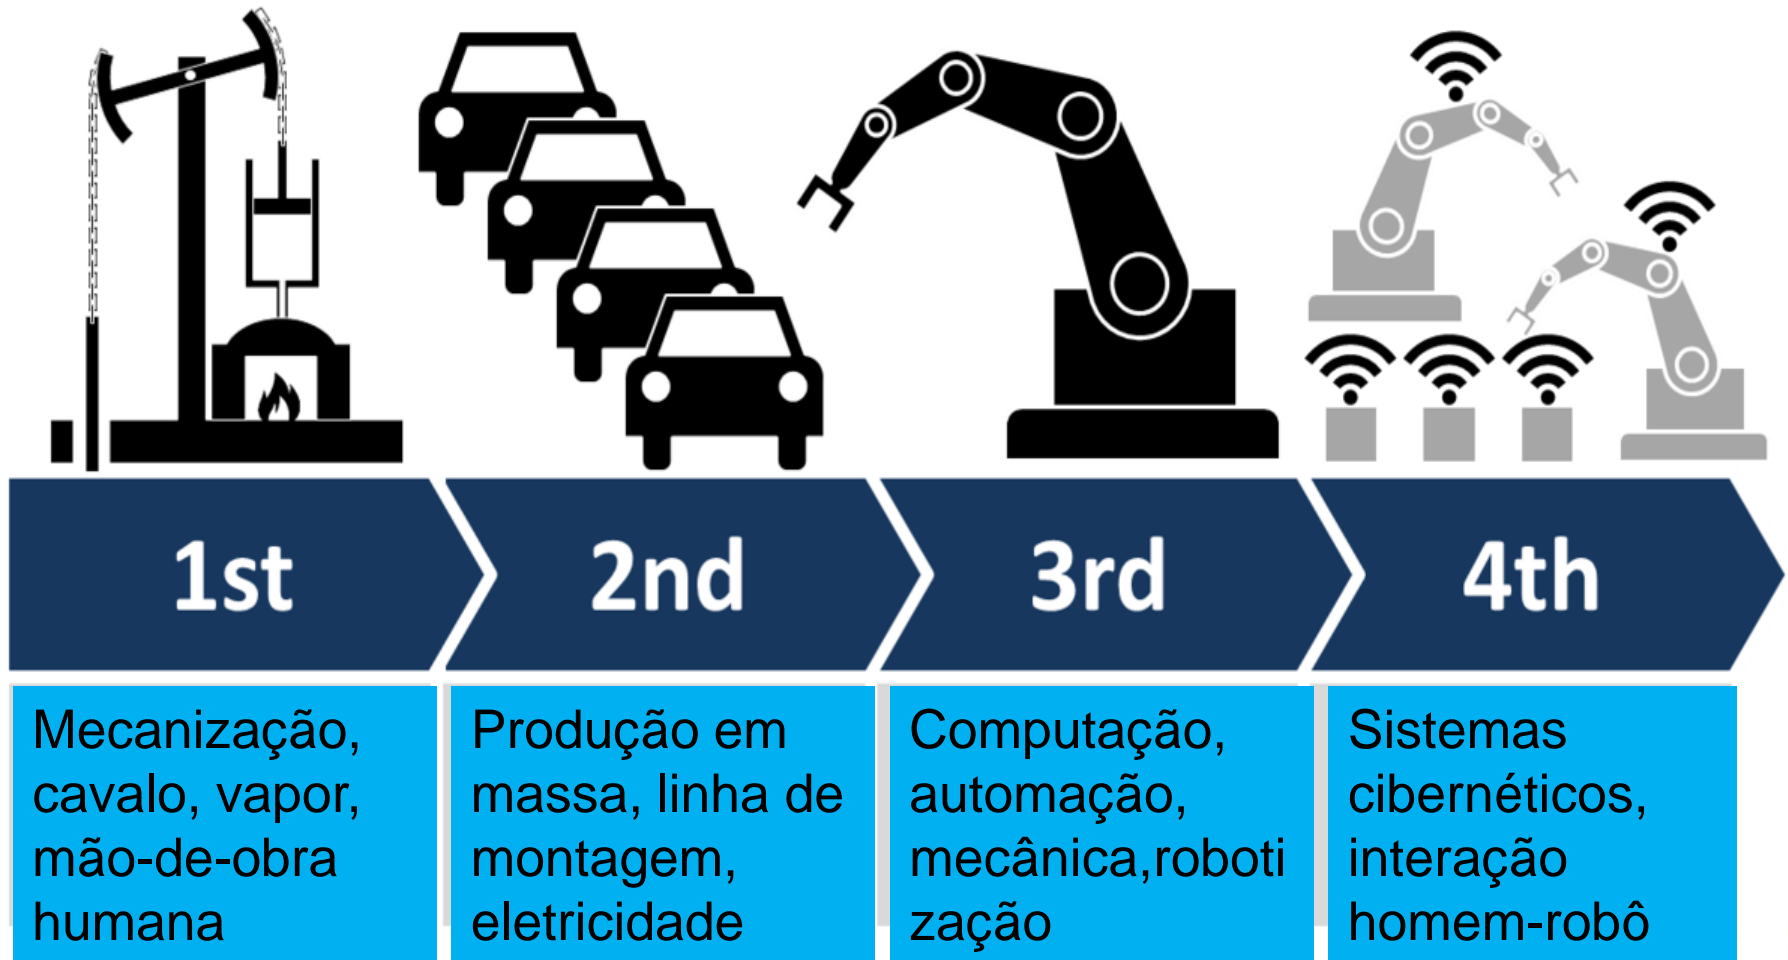 1st
2nd
3rd
4th
Mecanização,
cavalo, vapor,
mão-de-obra
humana
Produção em
massa, linha de
montagem,
eletricidade
Computação,
automação,
mecânica,roboti
zação
Sistemas
cibernéticos,
interação
homem-robô